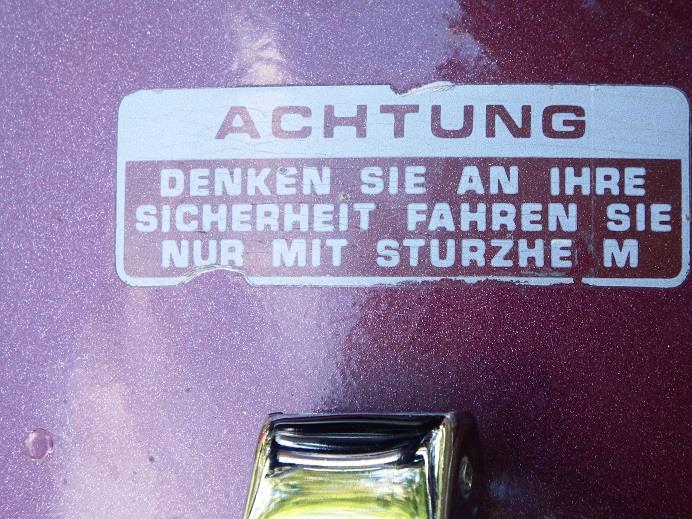 ACHTUNG
DENKEN SIE AN IHRE
SICHERHEIT FAHREN SIE
NUR MIT STURZHE M